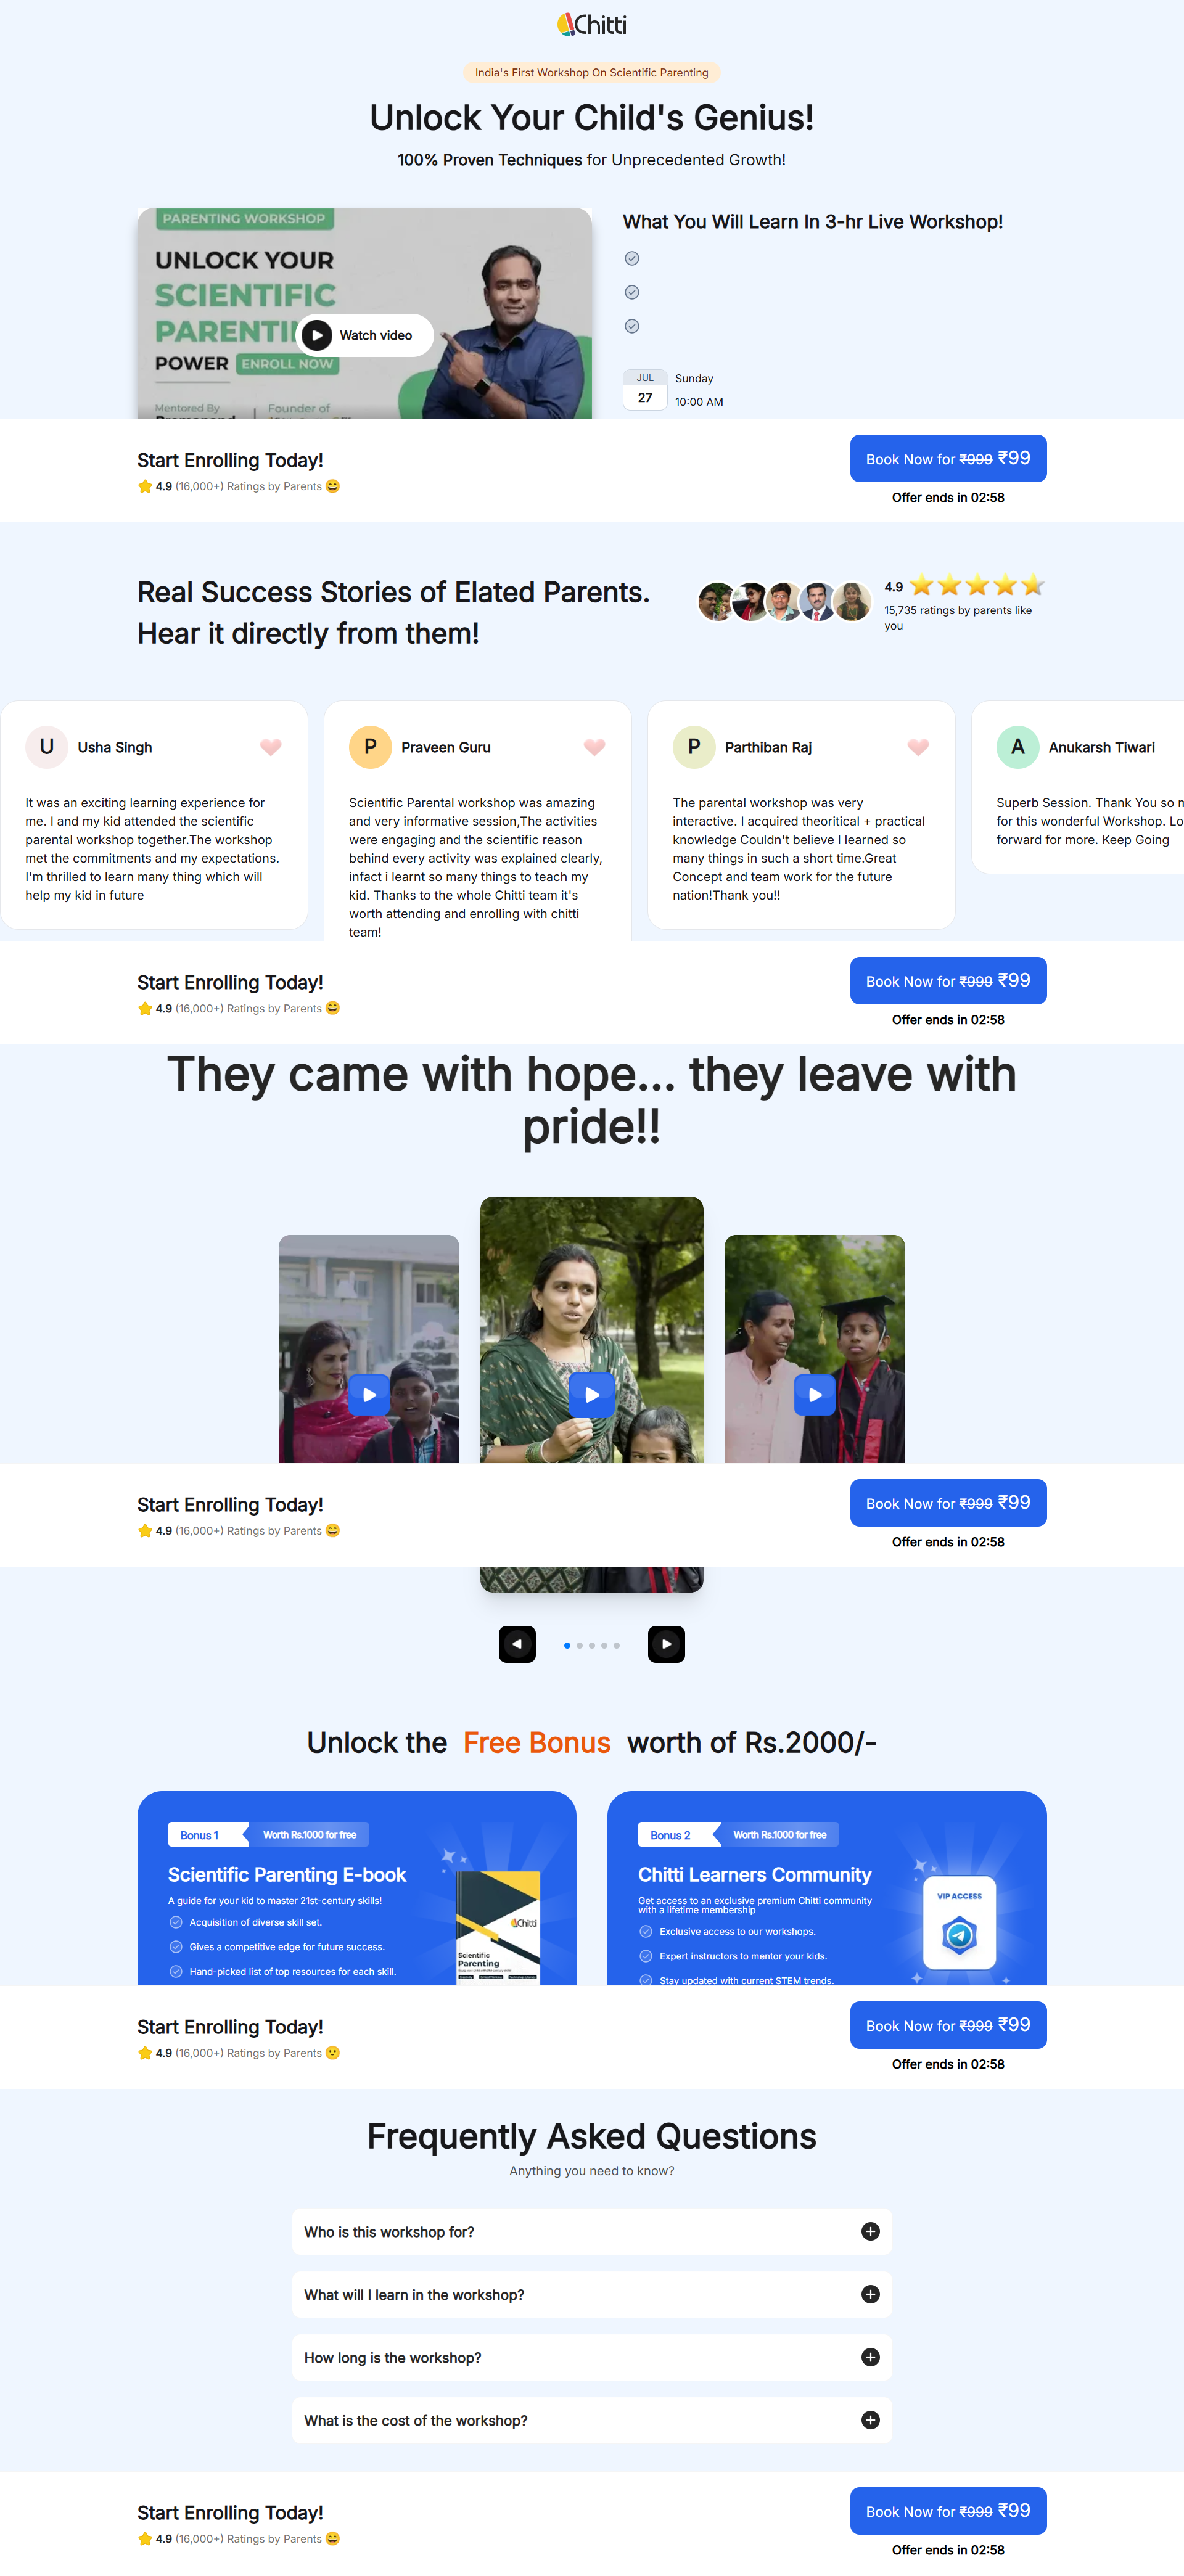 Chitti
India's First Workshop On Scientific Parenting
Unlock Your Child's Genius!
100% Proven Techniques for Unprecedented Growth!
PARENTING WORKSHOP
UNLOCK YOUR
SCIENTIFIC
POWER ENROLL NOW
Mentored By
Founder of
Watch video
What You Will Learn In 3-hr Live Workshop!
JUL
27
Sunday
10:00 AM
Start Enrolling Today!
4.9 (16,000+) Ratings by Parents 😄
Book Now for ₹999 ₹99
Offer ends in 02:58
Real Success Stories of Elated Parents.
Hear it directly from them!
4.9
15,735 ratings by parents like
you
U
Usha Singh
It was an exciting learning experience for
me. I and my kid attended the scientific
parental workshop together.The workshop
met the commitments and my expectations.
I'm thrilled to learn many thing which will
help my kid in future
P
Praveen Guru
Scientific Parental workshop was amazing
and very informative session,The activities
were engaging and the scientific reason
behind every activity was explained clearly,
infact i learnt so many things to teach my
kid. Thanks to the whole Chitti team it's
worth attending and enrolling with chitti
team!
P
Parthiban Raj
The parental workshop was very
interactive. I acquired theoritical + practical
knowledge Couldn't believe I learned so
many things in such a short time.Great
Concept and team work for the future
nation!Thank you!!
A
Anukarsh Tiwari
Superb Session. Thank You so
for this wonderful Workshop.
forward for more. Keep Going
Start Enrolling Today!
4.9 (16,000+) Ratings by Parents 😄
Book Now for ₹999 ₹99
Offer ends in 02:58
They came with hope... they leave with
pride!!
Start Enrolling Today!
4.9 (16,000+) Ratings by Parents 😄
Book Now for ₹999 ₹99
Offer ends in 02:58
Unlock the Free Bonus worth of Rs.2000/-
Bonus 1
Worth Rs.1000 for free
Scientific Parenting E-book
A guide for your kid to master 21st-century skills!
Acquisition of diverse skill set.
Gives a competitive edge for future success.
Hand-picked list of top resources for each skill.
Chitti
Scientific
Parenting
Bonus 2
Worth Rs.1000 for free
Chitti Learners Community
Get access to an exclusive premium Chitti community
with a lifetime membership
Exclusive access to our workshops.
Expert instructors to mentor your kids.
Stay updated with current STEM trends.
VIP ACCESS
Start Enrolling Today!
4.9 (16,000+) Ratings by Parents 🙂
Book Now for ₹999 ₹99
Offer ends in 02:58
Frequently Asked Questions
Anything you need to know?
Who is this workshop for?
What will I learn in the workshop?
How long is the workshop?
What is the cost of the workshop?
Start Enrolling Today!
4.9 (16,000+) Ratings by Parents 😄
Book Now for ₹999 ₹99
Offer ends in 02:58